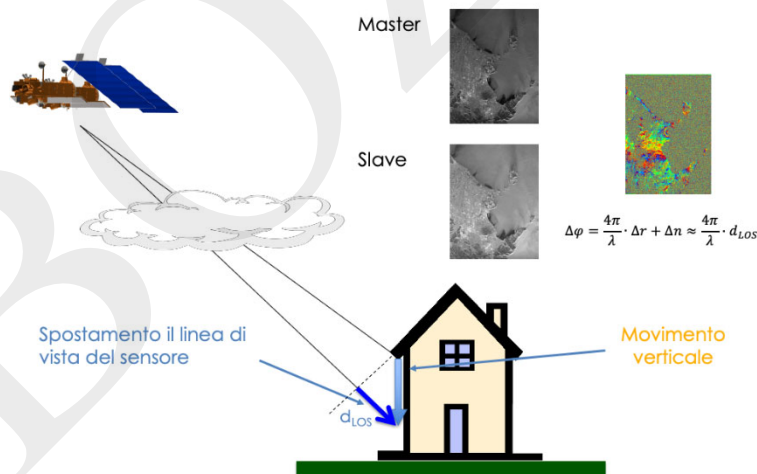 Master
Slave
Δφ = 4π/λ · Δr + Δn ≈ 4π/λ · d_LOS
Spostamento il linea di
vista del sensore
Movimento
verticale
d_LOS